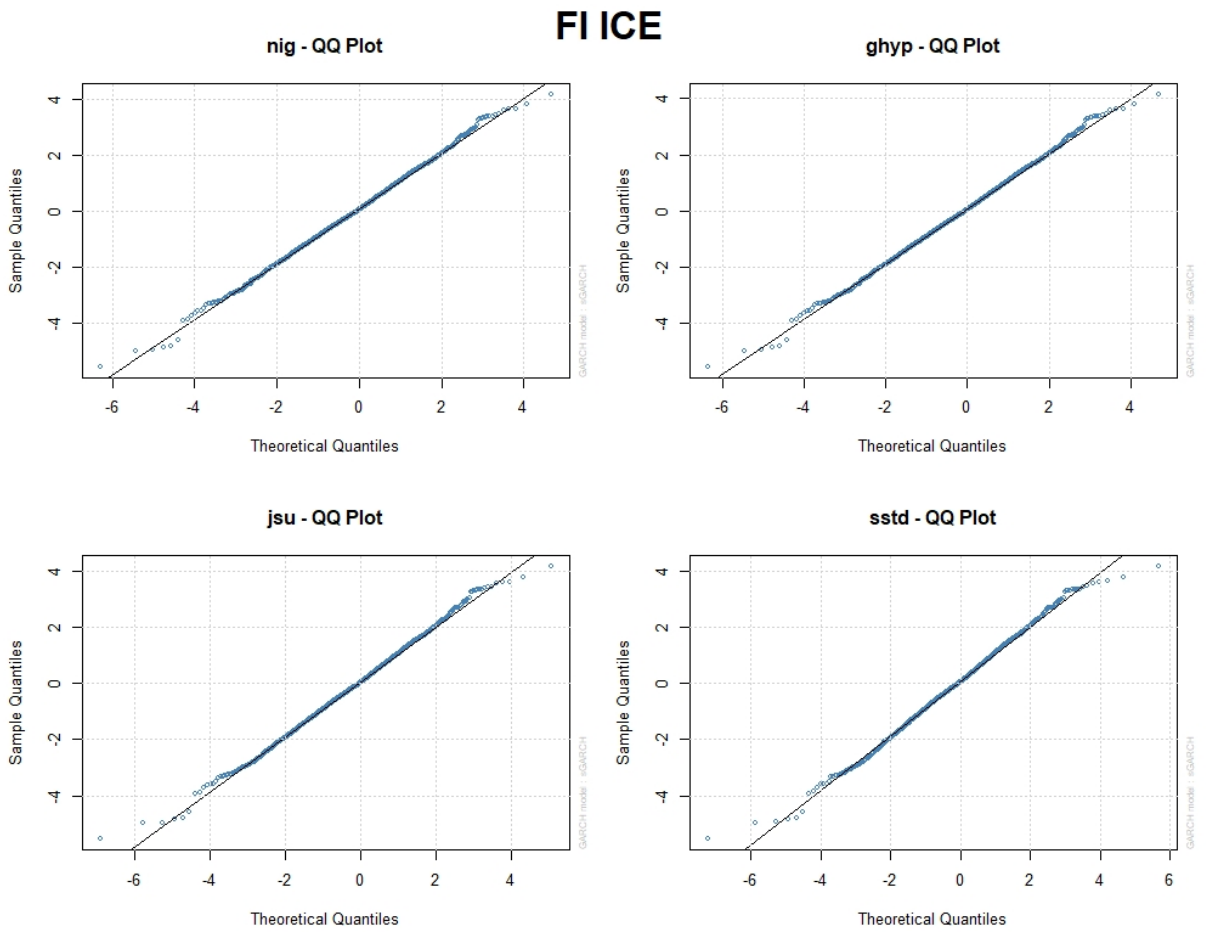 FI ICE
nig - QQ Plot
4
2
0
-2
-4
Sample Quantiles
-6
-4
-2
0
2
4
Theoretical Quantiles
GARCH model : sGARCH
ghyp - QQ Plot
4
2
0
-2
-4
Sample Quantiles
-6
-4
-2
0
2
4
Theoretical Quantiles
GARCH model : sGARCH
jsu - QQ Plot
4
2
0
-2
-4
Sample Quantiles
-6
-4
-2
0
2
4
Theoretical Quantiles
GARCH model : sGARCH
sstd - QQ Plot
4
2
0
-2
-4
Sample Quantiles
-6
-4
-2
0
2
4
6
Theoretical Quantiles
GARCH model : sGARCH